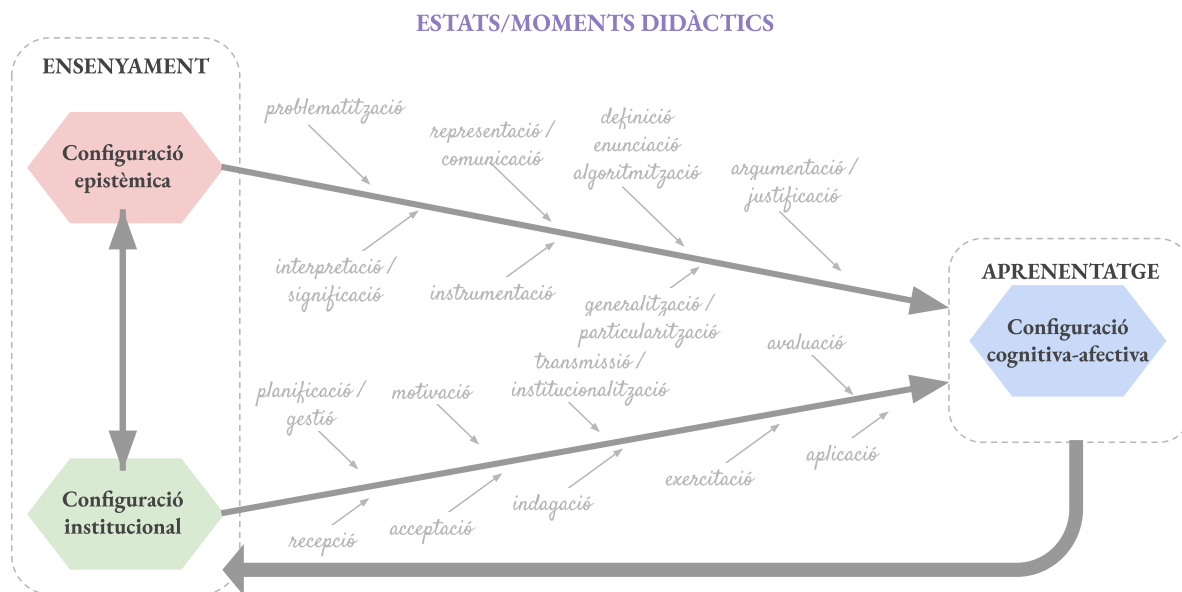 ESTATS/MOMENTS DIDÀCTICS
ENSENYAMENT
Configuració
epistèmica
problematització
representació /
comunicació
definició
enunciació
algoritmització
argumentació /
justificació
interpretació /
significació
instrumentació
generalització /
particularització
APRENENTATGE
Configuració
cognitiva-afectiva
planificació /
gestió
motivació
transmissió /
institucionalització
avaluació
Configuració
institucional
recepció
acceptació
indagació
exercitació
aplicació